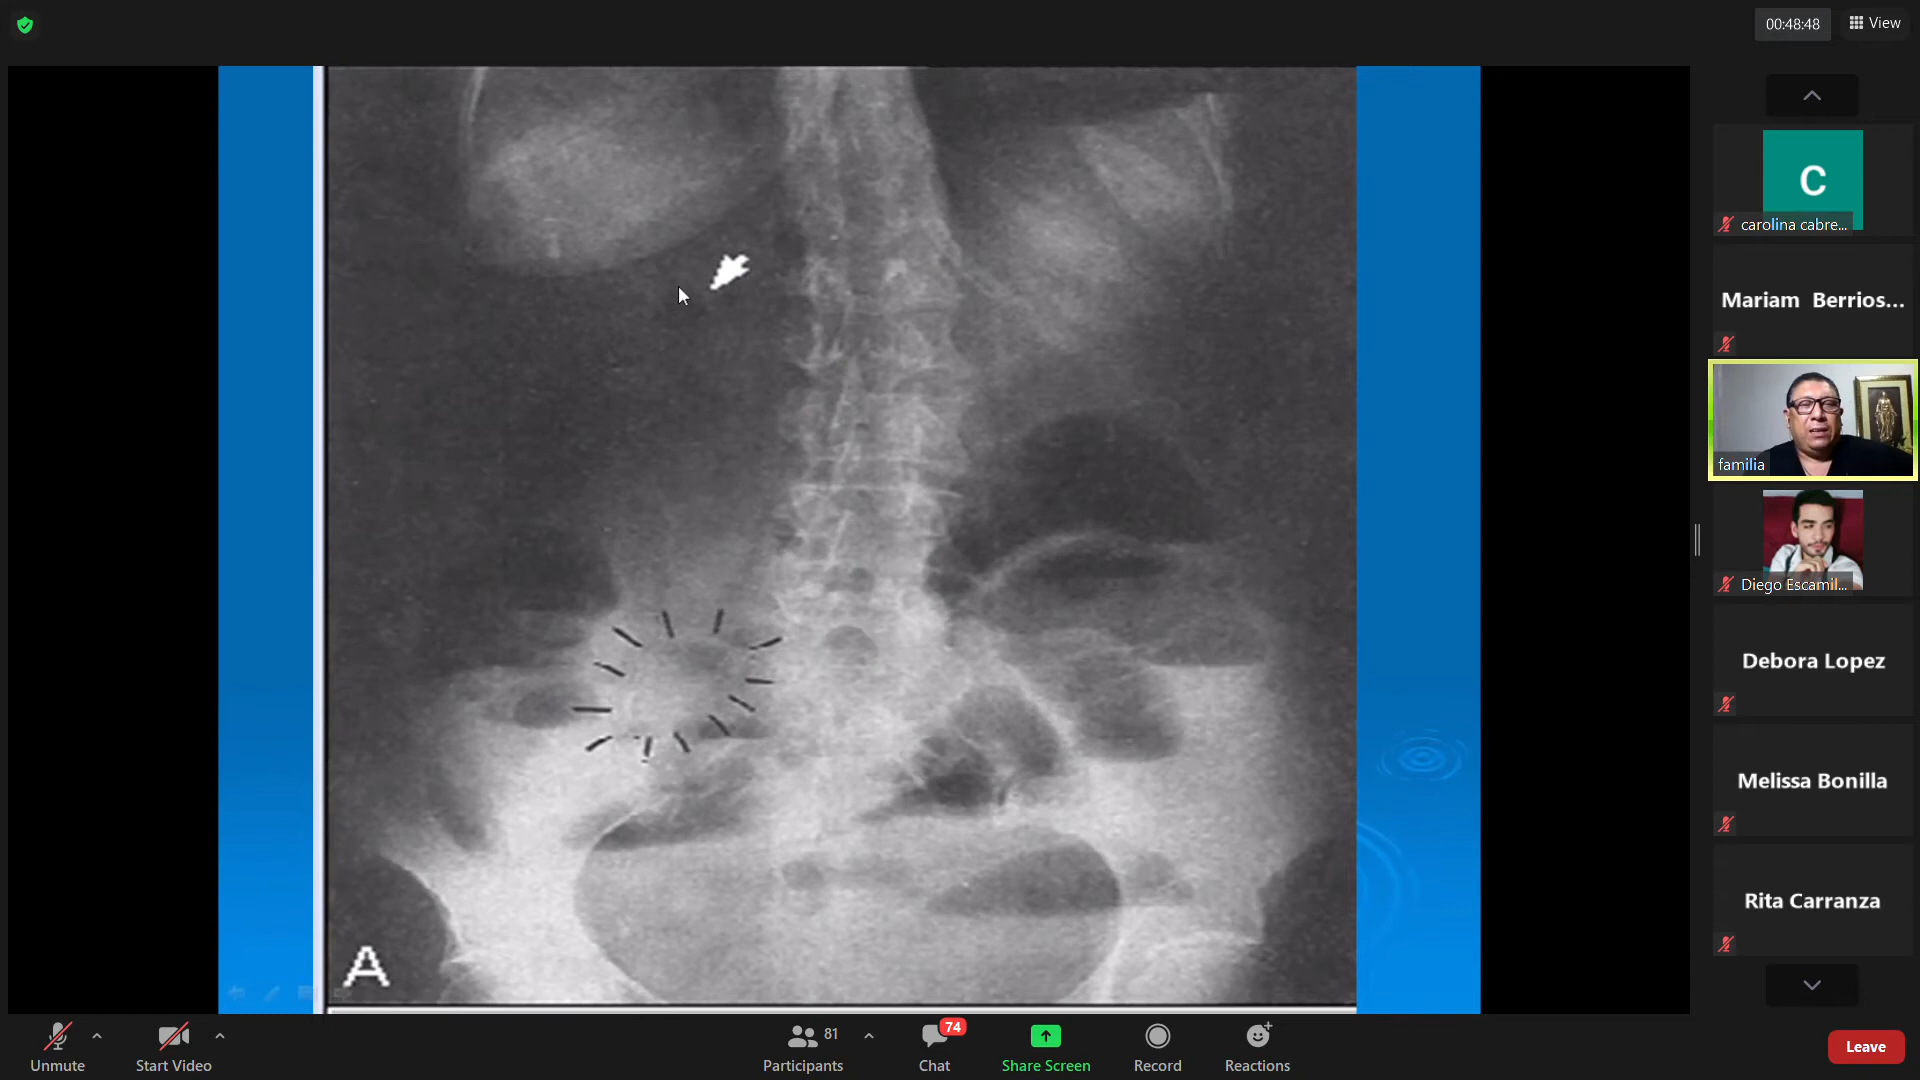 00:48:48
View
C
carolina cabre...
Mariam Berrios...
familia
Diego Escamil...
Debora Lopez
Melissa Bonilla
Rita Carranza
A
Unmute
Start Video
81
Participants
74
Chat
Share Screen
Record
Reactions
Leave